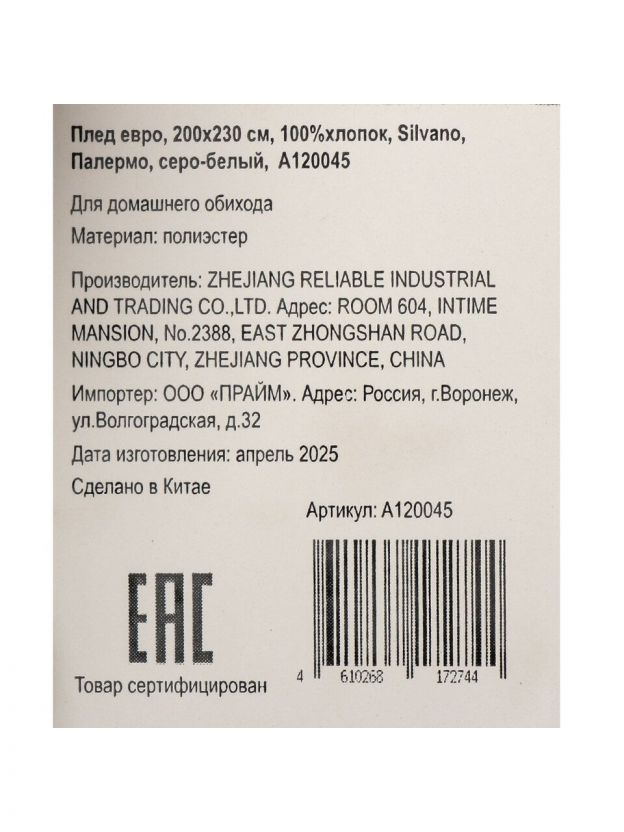 Плед евро, 200х230 см, 100%хлопок, Silvano,
Палермо, серо-белый, А120045
Для домашнего обихода
Материал: полиэстер
Производитель: ZHEJIANG RELIABLE INDUSTRIAL
AND TRADING CO.,LTD. Адрес: ROOM 604, INTIME
MANSION, No.2388, EAST ZHONGSHAN ROAD,
NINGBO CITY, ZHEJIANG PROVINCE, CHINA
Импортер: ООО «ПРАЙМ». Адрес: Россия, г.Воронеж,
ул.Волгоградская, д.32
Дата изготовления: апрель 2025
Сделано в Китае
Артикул: А120045
EAC
Товар сертифицирован
4 610268 172744